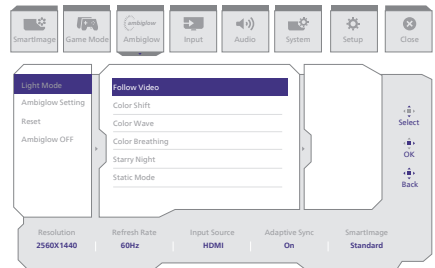 ambiglow
SmartImage Game Mode Ambiglow Input Audio System Setup Close
Light Mode
Ambiglow Setting
Reset
Ambiglow OFF
Follow Video
Color Shift
Color Wave
Color Breathing
Starry Night
Static Mode
Select
OK
Back
Resolution Refresh Rate Input Source Adaptive Sync SmartImage
2560X1440 60Hz HDMI On Standard